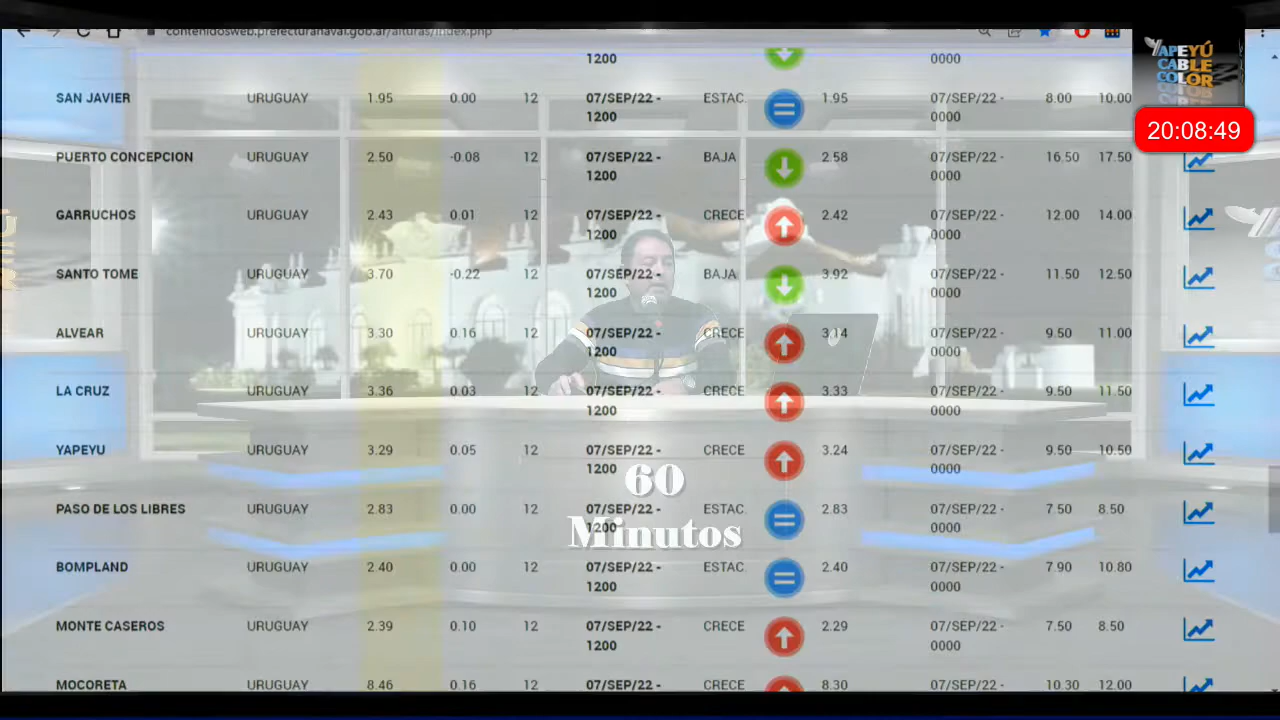 contenidosweb.prefecturanaval.gob.ar/alturas/index.php
YAPEYÚ
CABLE
COLOR
20:08:49
1200 0000
SAN JAVIER URUGUAY 1.95 0.00 12 07/SEP/22 - ESTAC. 1.95 07/SEP/22 - 8.00 10.00
1200 0000
PUERTO CONCEPCION URUGUAY 2.50 -0.08 12 07/SEP/22 - BAJA 2.58 07/SEP/22 - 16.50 17.50
1200 0000
GARRUCHOS URUGUAY 2.43 0.01 12 07/SEP/22 - CRECE 2.42 07/SEP/22 - 12.00 14.00
1200 0000
SANTO TOME URUGUAY 3.70 -0.22 12 07/SEP/22 - BAJA 3.92 07/SEP/22 - 11.50 12.50
1200 0000
ALVEAR URUGUAY 3.30 0.16 12 07/SEP/22 - CRECE 3.14 07/SEP/22 - 9.50 11.00
1200 0000
LA CRUZ URUGUAY 3.36 0.03 12 07/SEP/22 - CRECE 3.33 07/SEP/22 - 9.50 11.50
1200 0000
YAPEYU URUGUAY 3.29 0.05 12 07/SEP/22 - CRECE 3.24 07/SEP/22 - 9.50 10.50
1200 0000
PASO DE LOS LIBRES URUGUAY 2.83 0.00 12 07/SEP/22 - ESTAC. 2.83 07/SEP/22 - 7.50 8.50
1200 0000
BOMPLAND URUGUAY 2.40 0.00 12 07/SEP/22 - ESTAC. 2.40 07/SEP/22 - 7.90 10.80
1200 0000
MONTE CASEROS URUGUAY 2.39 0.10 12 07/SEP/22 - CRECE 2.29 07/SEP/22 - 7.50 8.50
1200 0000
MOCORETA URUGUAY 8.46 0.16 12 07/SEP/22 - CRECE 8.30 07/SEP/22 - 10.30 12.00
60
Minutos